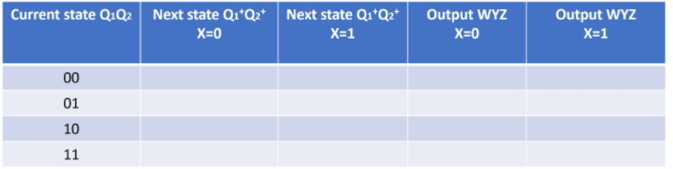 Current state Q₁Q₂ Next state Q₁⁺Q₂⁺ Next state Q₁⁺Q₂⁺ Output WYZ Output WYZ
X=0 X=1 X=0 X=1
00
01
10
11